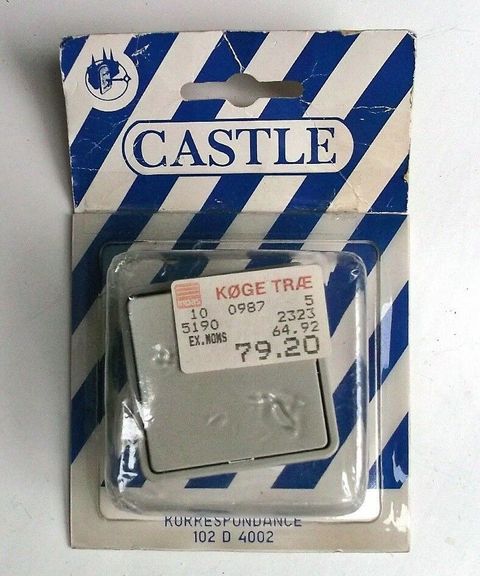 CASTLE
KØGE TRÆ
10 0987 5
5190 2323
EX.MOMS 64.92
79.20
KORRESPONDANCE
102 D 4002